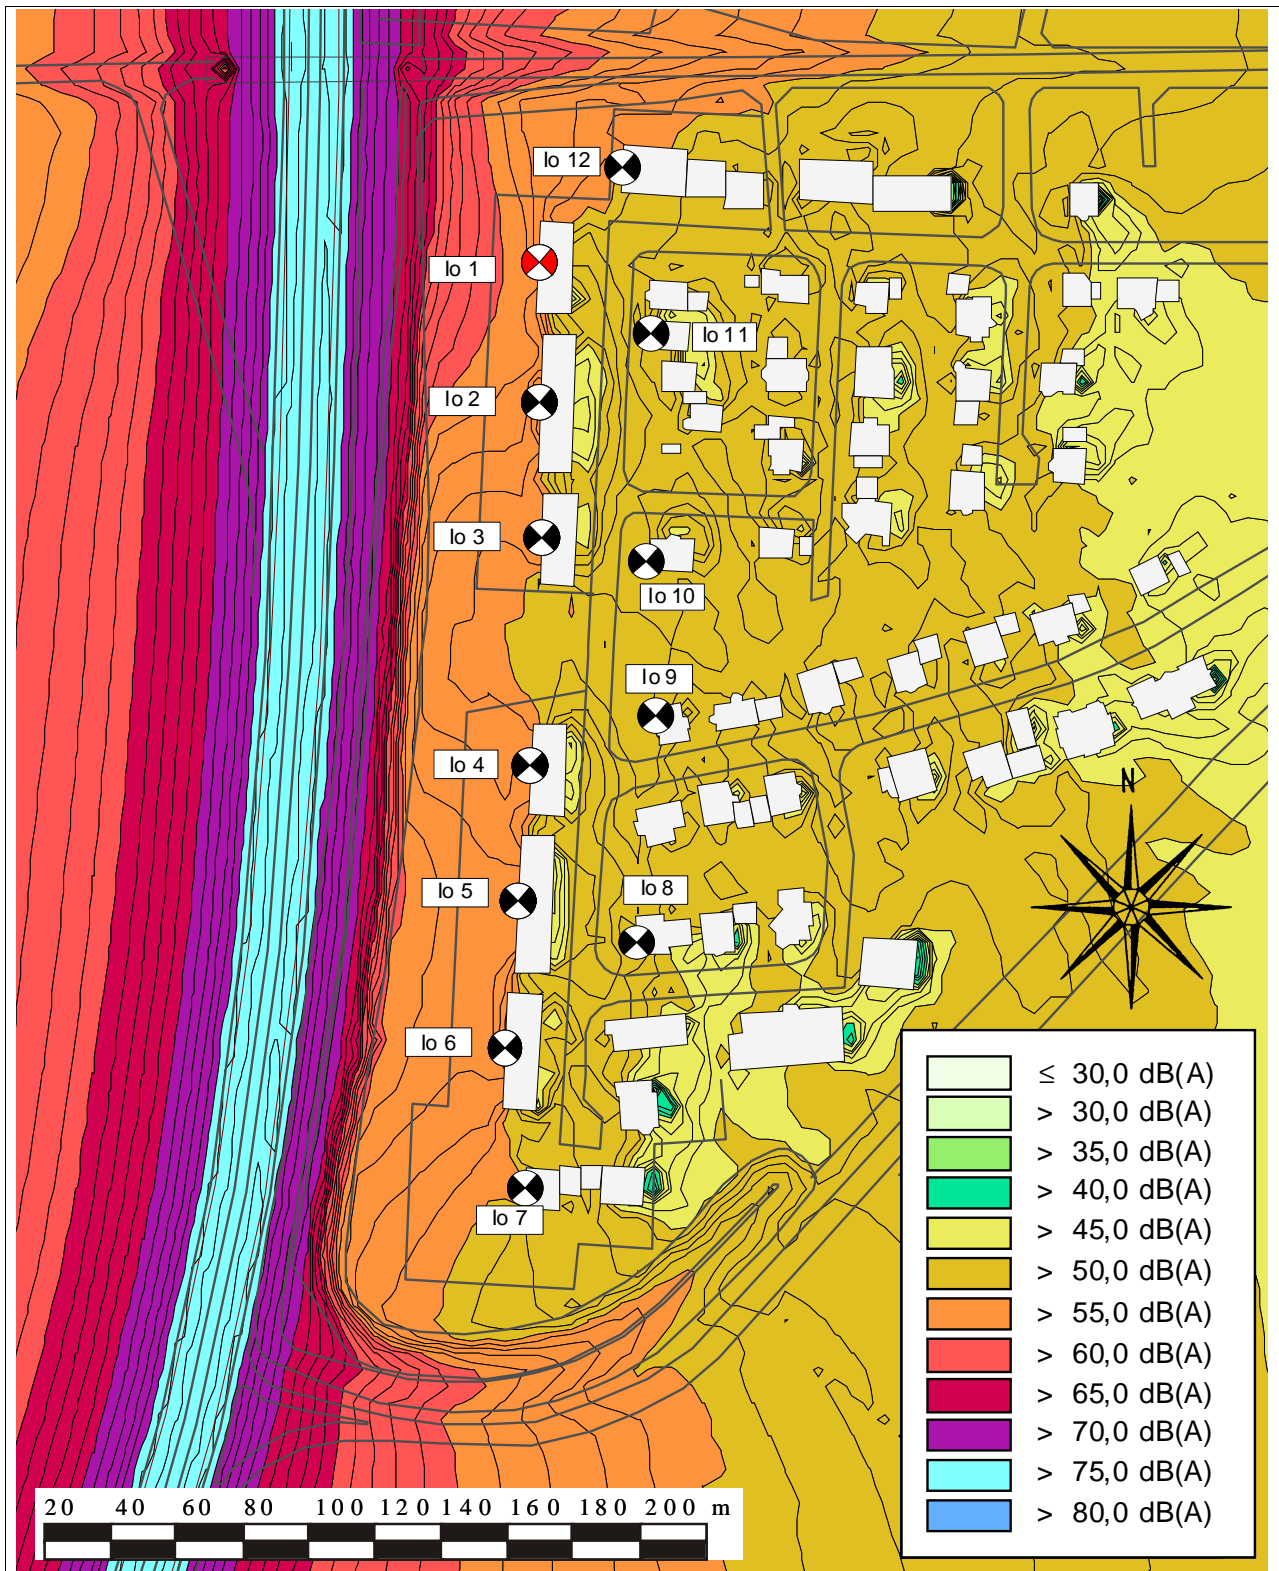 Io 12
Io 1
Io 11
Io 2
Io 3
Io 10
Io 9
Io 4
Io 5
Io 8
Io 6
Io 7
N
≤ 30,0 dB(A)
> 30,0 dB(A)
> 35,0 dB(A)
> 40,0 dB(A)
> 45,0 dB(A)
> 50,0 dB(A)
> 55,0 dB(A)
> 60,0 dB(A)
> 65,0 dB(A)
> 70,0 dB(A)
> 75,0 dB(A)
> 80,0 dB(A)
20 40 60 80 100 120 140 160 180 200 m